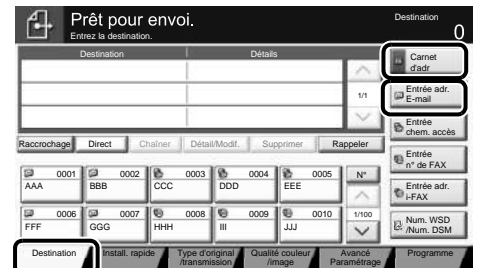 Prêt pour envoi.
Entrez la destination.
Destination
0
Destination Détails
1/1
Carnet
d'adr
Entrée adr.
E-mail
Entrée
chem. accès
Entrée
n° de FAX
Entrée adr.
i-FAX
Num. WSD
/Num. DSM
Raccrochage Direct Chaîner Détail/Modif. Supprimer Rappeler
0001 0002 0003 0004 0005 N°
AAA BBB CCC DDD EEE
0006 0007 0008 0009 0010 1/100
FFF GGG HHH III JJJ
Destination Install. rapide Type d'original
/transmission Qualité couleur
/image Avancé
Paramétrage Programme